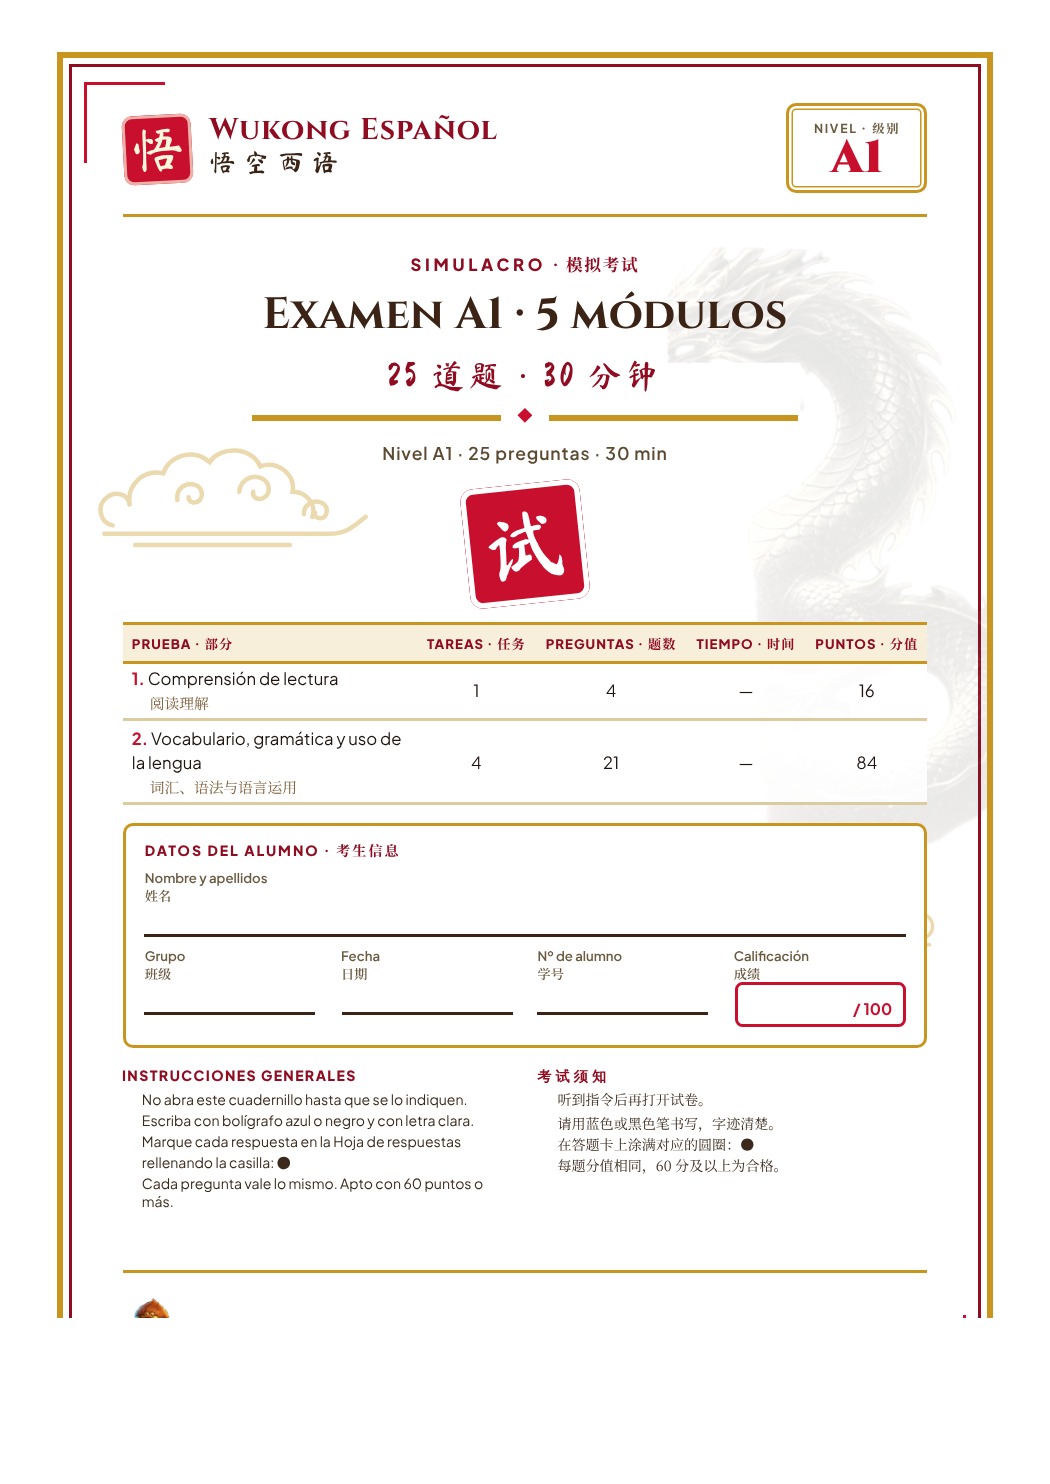 悟
WUKONG ESPAÑOL
悟空西语
NIVEL · 级别
A1
SIMULACRO · 模拟考试
EXAMEN A1 · 5 MÓDULOS
25 道题 · 30 分钟
Nivel A1 · 25 preguntas · 30 min
试
PRUEBA · 部分 TAREAS · 任务 PREGUNTAS · 题数 TIEMPO · 时间 PUNTOS · 分值
1. Comprensión de lectura 1 4 — 16
阅读理解
2. Vocabulario, gramática y uso de
la lengua 4 21 — 84
词汇、语法与语言运用
DATOS DEL ALUMNO · 考生信息
Nombre y apellidos
姓名
Grupo Fecha Nº de alumno Calificación
班级 日期 学号 成绩
/ 100
INSTRUCCIONES GENERALES
No abra este cuadernillo hasta que se lo indiquen.
Escriba con bolígrafo azul o negro y con letra clara.
Marque cada respuesta en la Hoja de respuestas
rellenando la casilla: ●
Cada pregunta vale lo mismo. Apto con 60 puntos o
más.
考试须知
听到指令后再打开试卷。
请用蓝色或黑色笔书写，字迹清楚。
在答题卡上涂满对应的圆圈：●
每题分值相同，60 分及以上为合格。